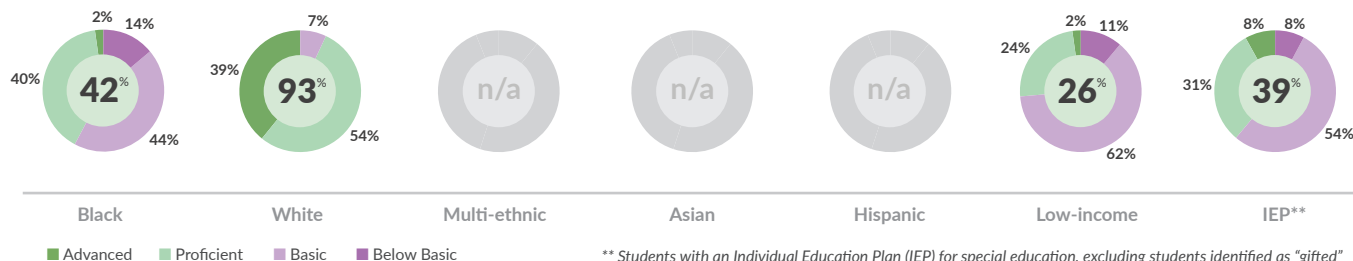 2% 14% 40% 42% 44%
7% 39% 93% 54%
n/a
n/a
n/a
2% 11% 24% 26% 62%
8% 8% 31% 39% 54%
Black White Multi-ethnic Asian Hispanic Low-income IEP**
Advanced Proficient Basic Below Basic
** Students with an Individual Education Plan (IEP) for special education, excluding students identified as “gifted”